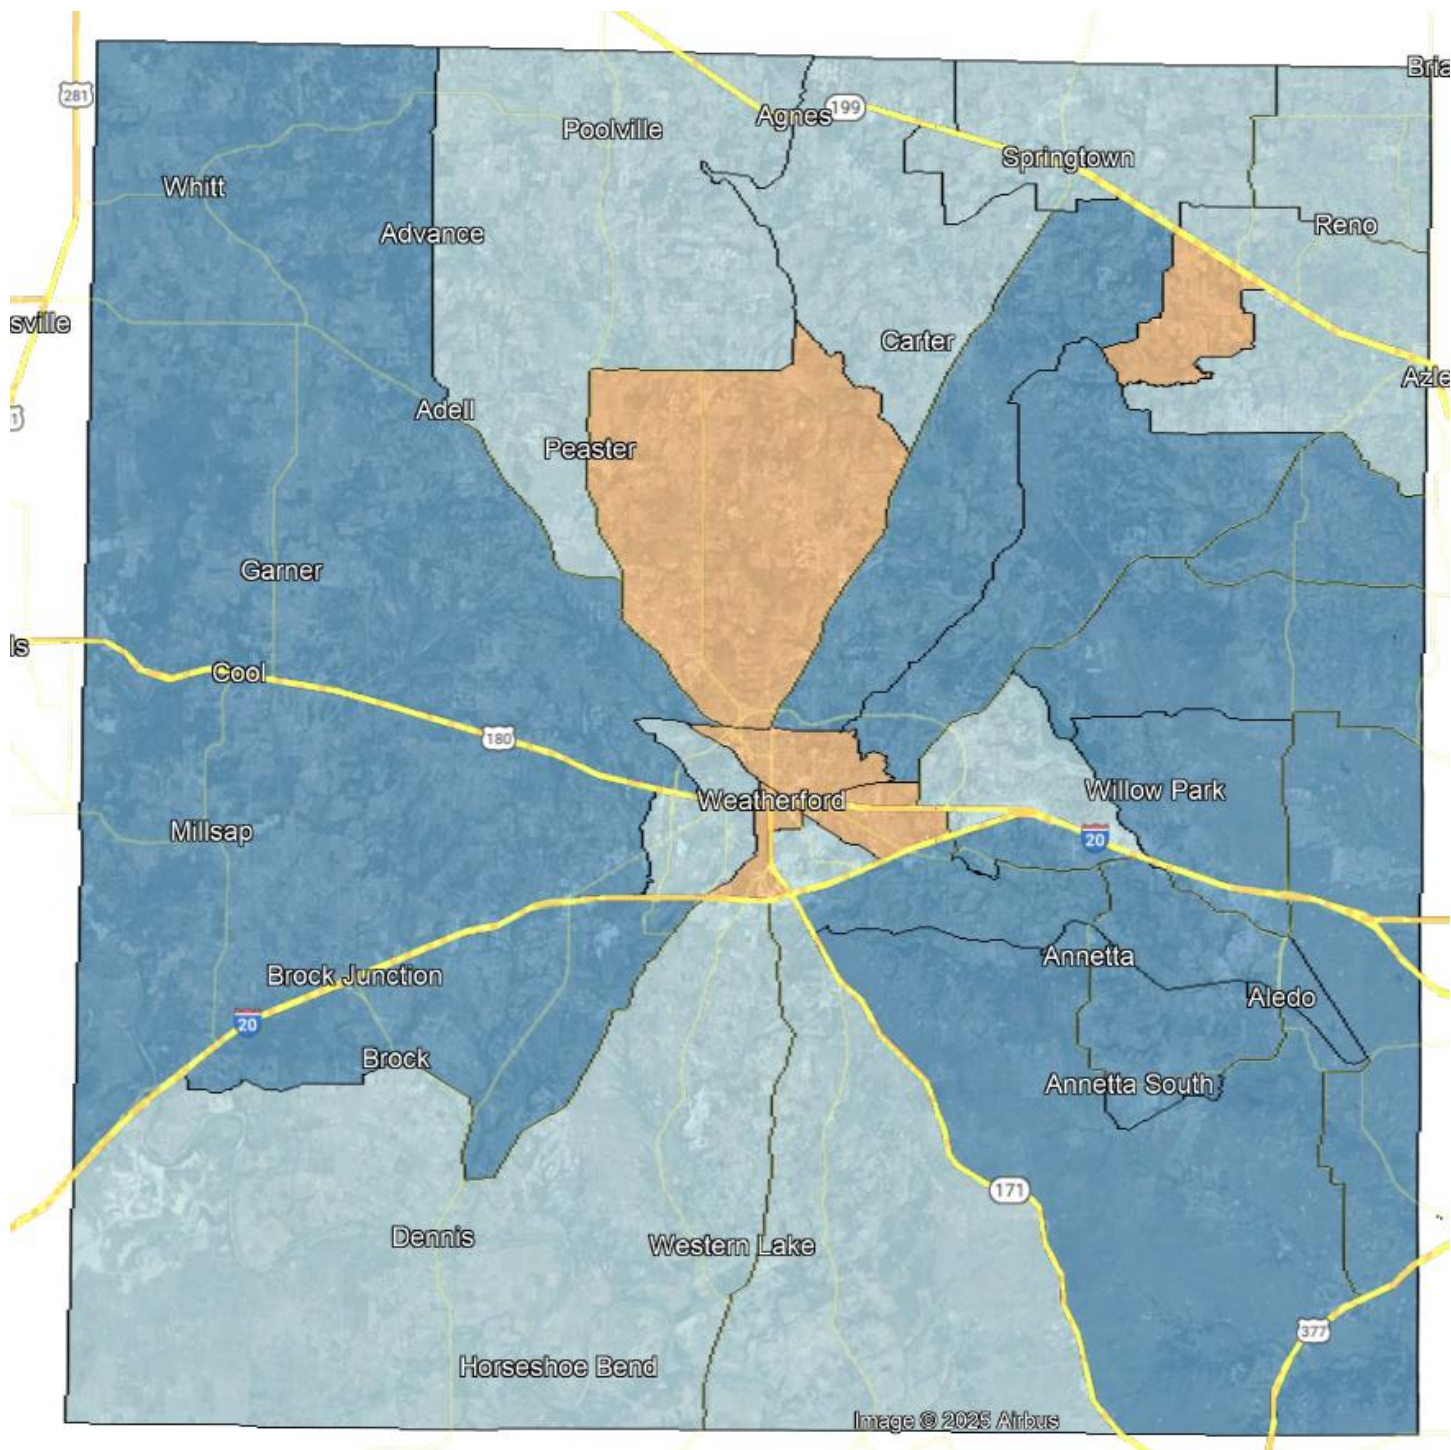 Bria
281
199
Agnes
Poolville
Springtown
Whitt
Reno
Advance
sville
Carter
Azle
Adell
1
Peaster
Garner
ls
Cool
180
Willow Park
Weatherford
Millsap
20
Annetta
Brock Junction
Aledo
20
Brock
Annetta South
171
Dennis
Western Lake
377
Horseshoe Bend
Image © 2025 Airbus